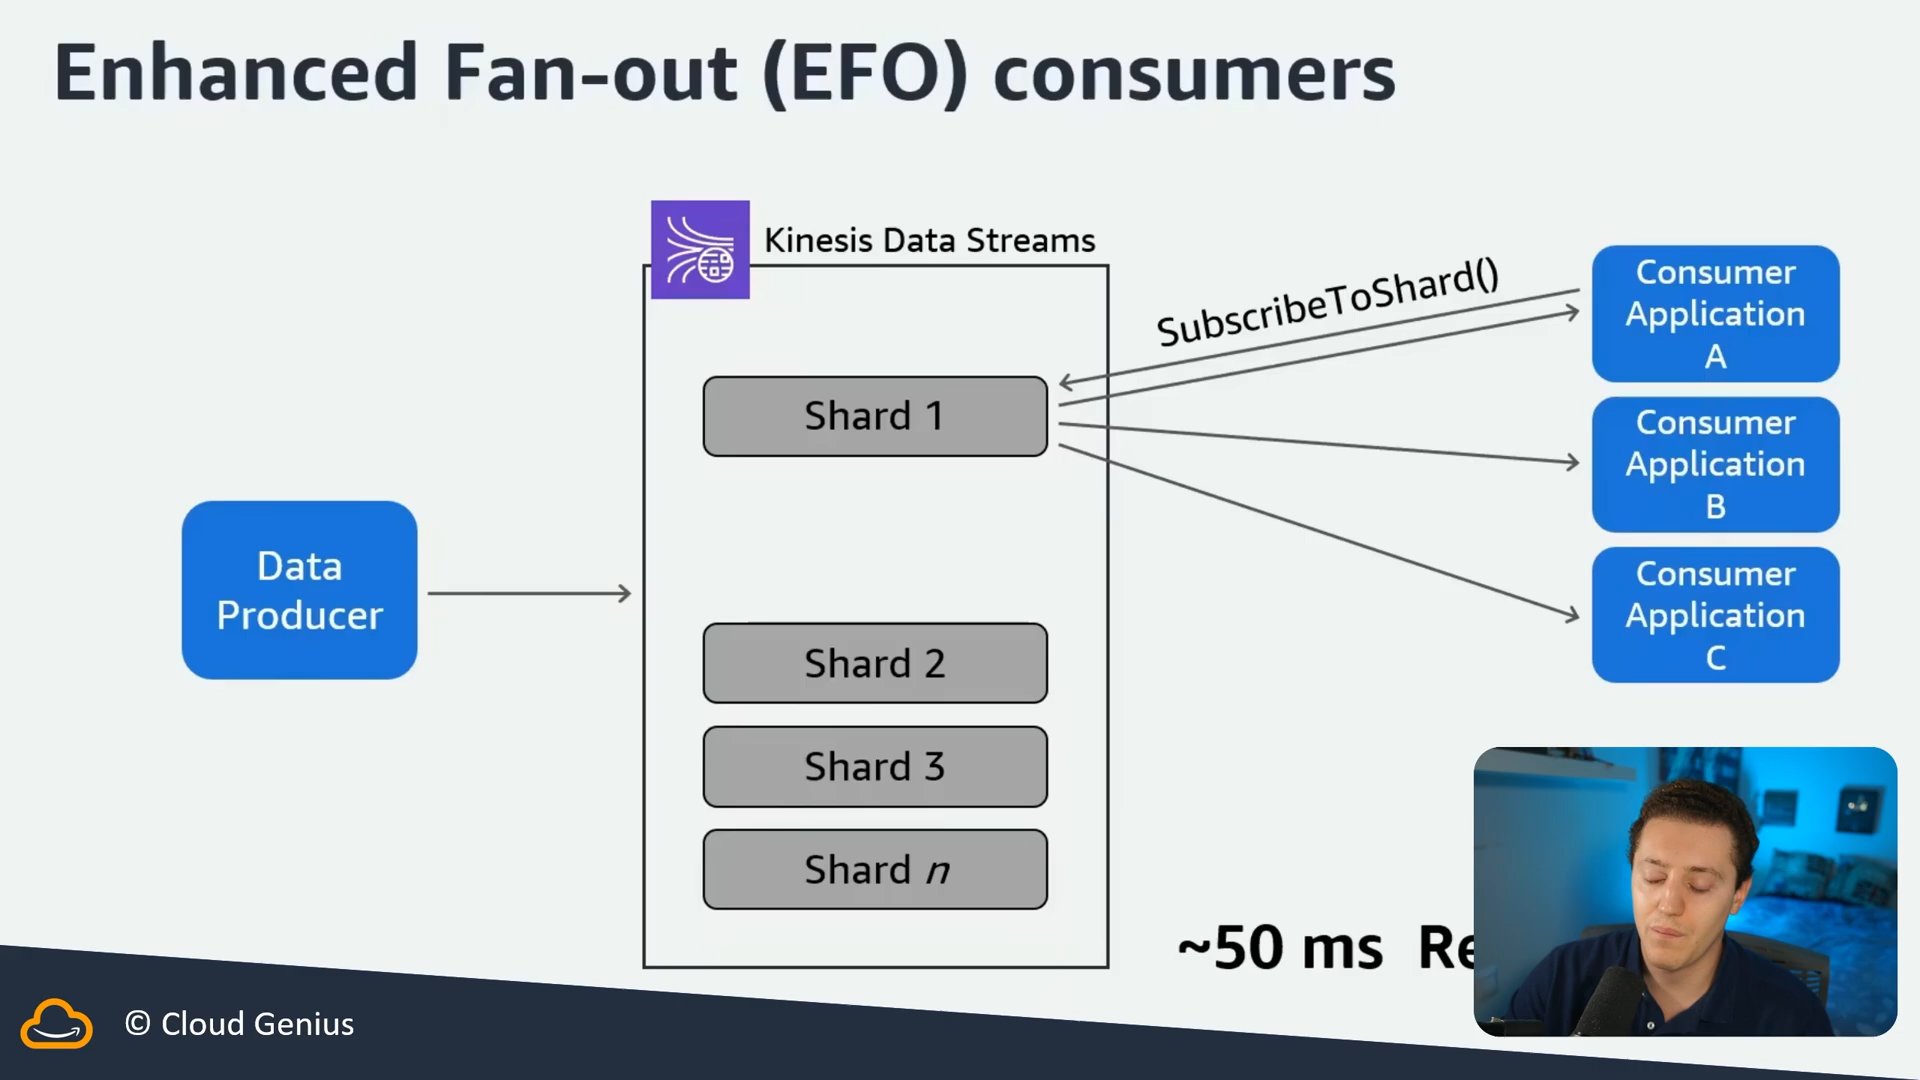 Enhanced Fan-out (EFO) consumers
Kinesis Data Streams
SubscribeToShard()
Consumer
Application
A
Shard 1
Consumer
Application
B
Data
Producer
Consumer
Application
C
Shard 2
Shard 3
Shard n
~50 ms
© Cloud Genius